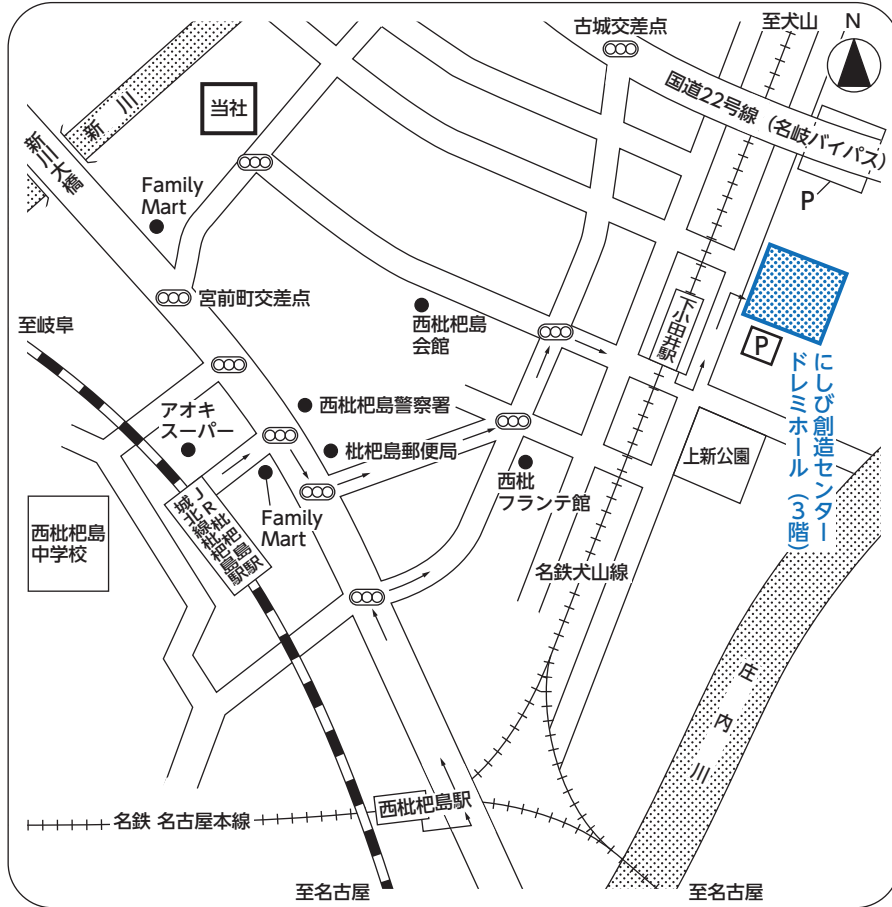 古城交差点
至犬山
N
国道22号線（名岐バイパス）
P
当社
新川
新川大橋
Family
Mart
宮前町交差点
至岐阜
西枇杷島
会館
下小田井駅
P
にしび創造センター
ドレミホール（3階）
アオキ
スーパー
西枇杷島警察署
枇杷島郵便局
Family
Mart
西枇
フランテ館
上新公園
西枇杷島
中学校
JR枇杷島駅
城北線枇杷島駅
名鉄犬山線
庄内川
西枇杷島駅
名鉄 名古屋本線
至名古屋
至名古屋